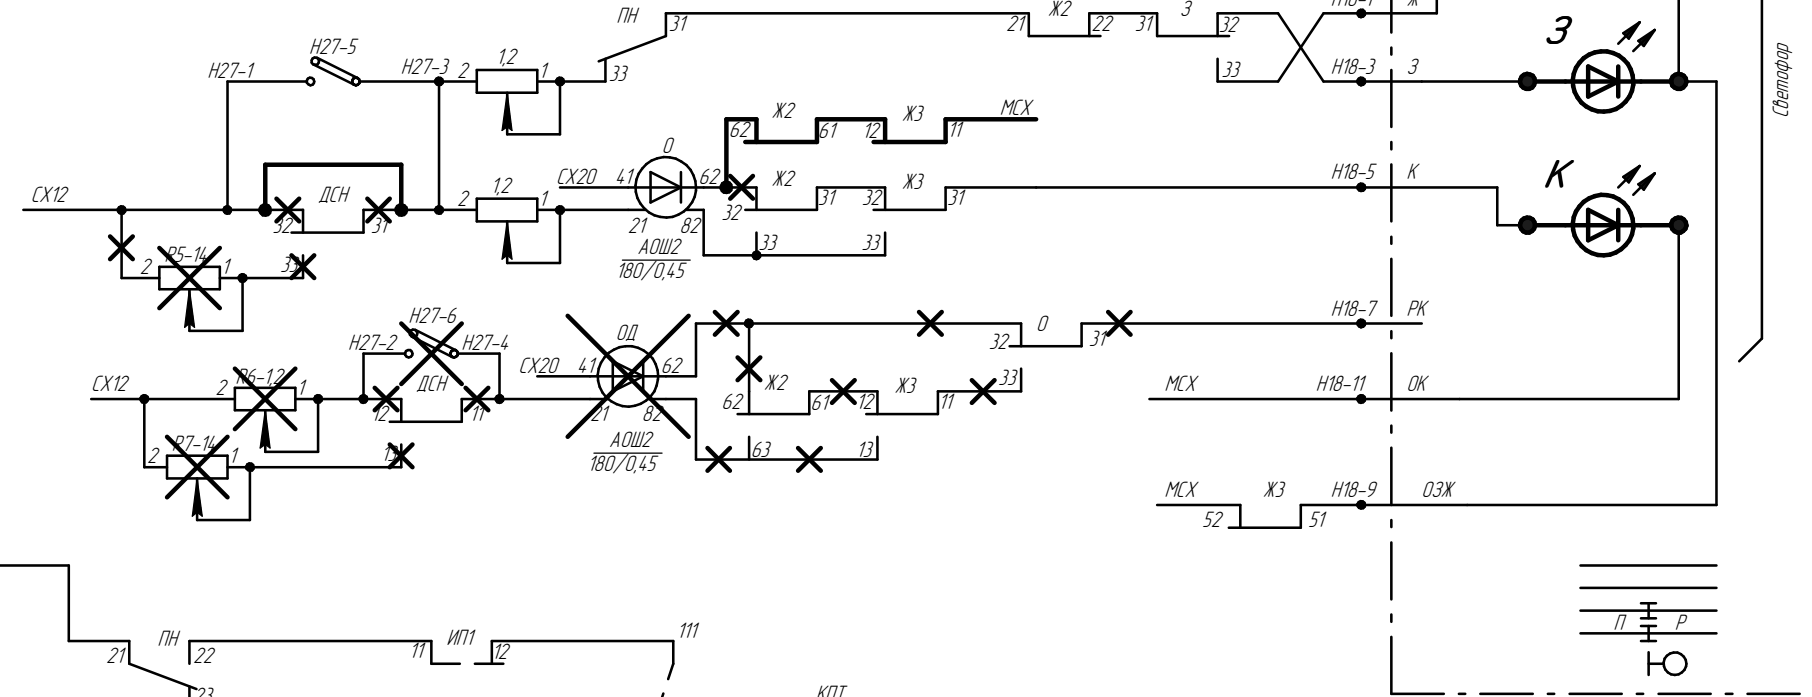 ПН 31 21 Ж2 22 31 З 32 Н18-1 Ж
Н27-5
Н27-1 Н27-3 2 1,2 1 33 33 Н18-3 З
З
Светофор
62 Ж2 61 12 Ж3 11 МСХ
О
СХ20 41 62 Ж2 31 32 Ж3 31 Н18-5 К
К
СХ12 32 ДСН 31 2 1,2 1 32
21 82
2 R5-14 1 33 33 33
АОШ2
180/0,45
Н27-6
Н27-2 Н27-4 32 О 31 Н18-7 РК
ОД
СХ20 41 62 33
СХ12 2 R6-1,2 1 ДСН Ж2 Ж3 МСХ Н18-11 ОК
12 11 21 82 62 61 12 11
2 R7-14 1 13 63 13
АОШ2
180/0,45
МСХ Ж3 Н18-9 ОЗЖ
52 51
ПН ИП1 111
21 22 11 12
23
КПТ
П Р